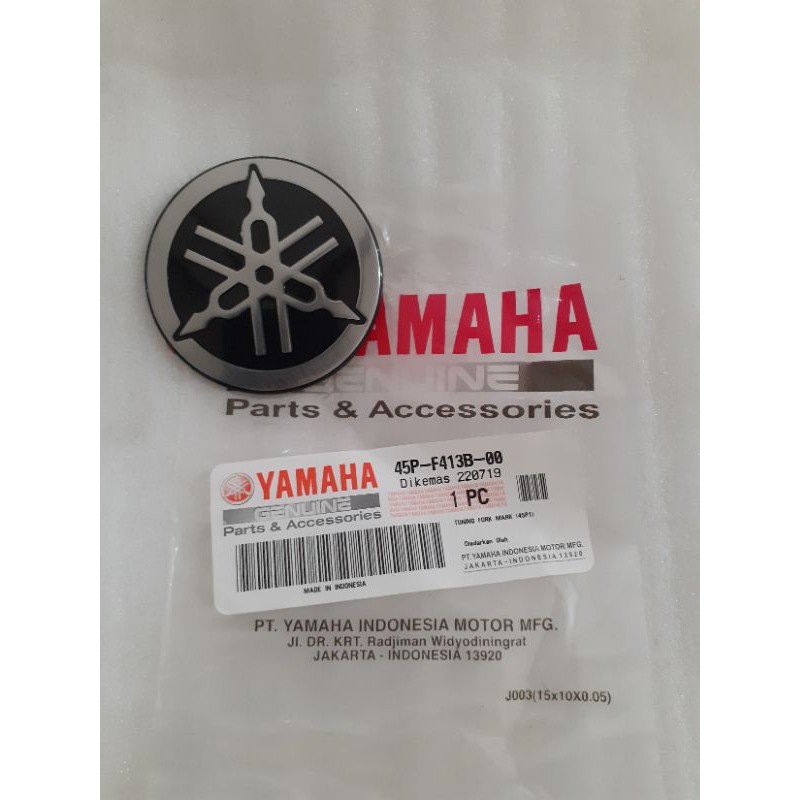 YAMAHA
GENUINE
Parts & Accessories
YAMAHA
GENUINE
Parts & Accessories
45P-F413B-00
Dikemas 220719
1 PC
TUNING FORK MARK (45P1)
MADE IN INDONESIA
Diedarkan Oleh
PT. YAMAHA INDONESIA MOTOR MFG.
JAKARTA - INDONESIA 13920
PT. YAMAHA INDONESIA MOTOR MFG.
Jl. DR. KRT. Radjiman Widyodiningrat
JAKARTA - INDONESIA 13920
J003(15x10X0.05)